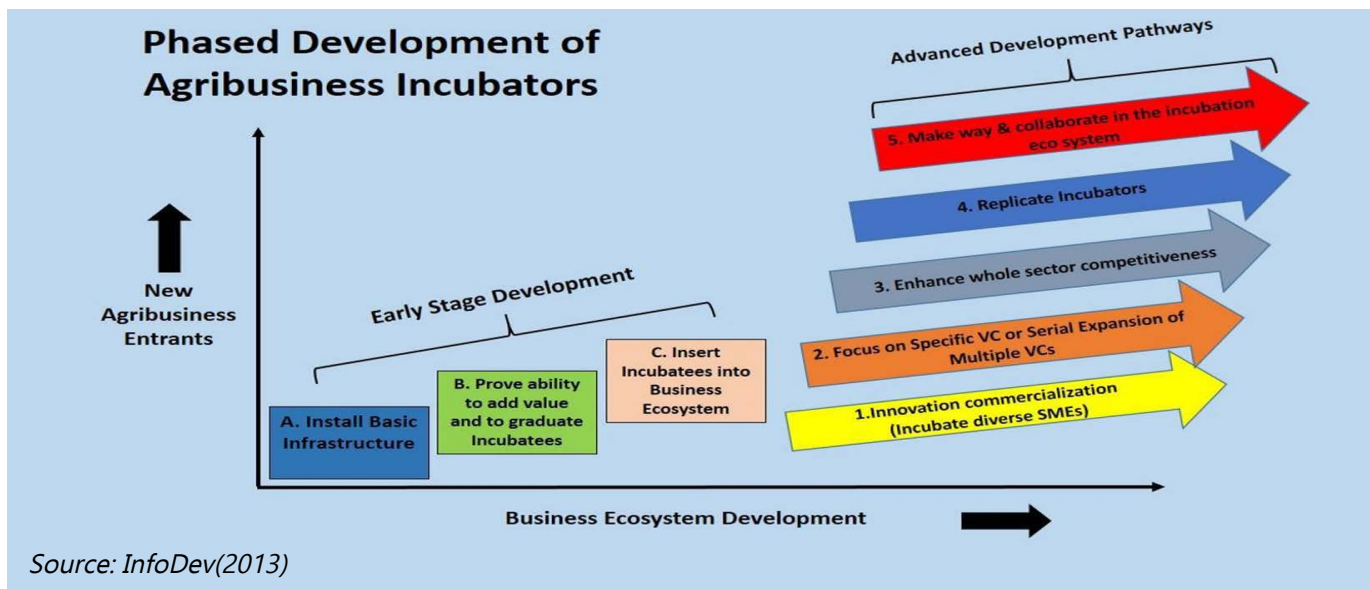 Phased Development of
Agribusiness Incubators
Advanced Development Pathways
5. Make way & collaborate in the incubation
eco system
4. Replicate Incubators
3. Enhance whole sector competitiveness
2. Focus on Specific VC or Serial Expansion of
Multiple VCs
1.Innovation commercialization
(Incubate diverse SMEs)
New
Agribusiness
Entrants
Early Stage Development
A. Install Basic
Infrastructure
B. Prove ability
to add value
and to graduate
Incubatees
C. Insert
Incubatees into
Business
Ecosystem
Business Ecosystem Development
Source: InfoDev(2013)